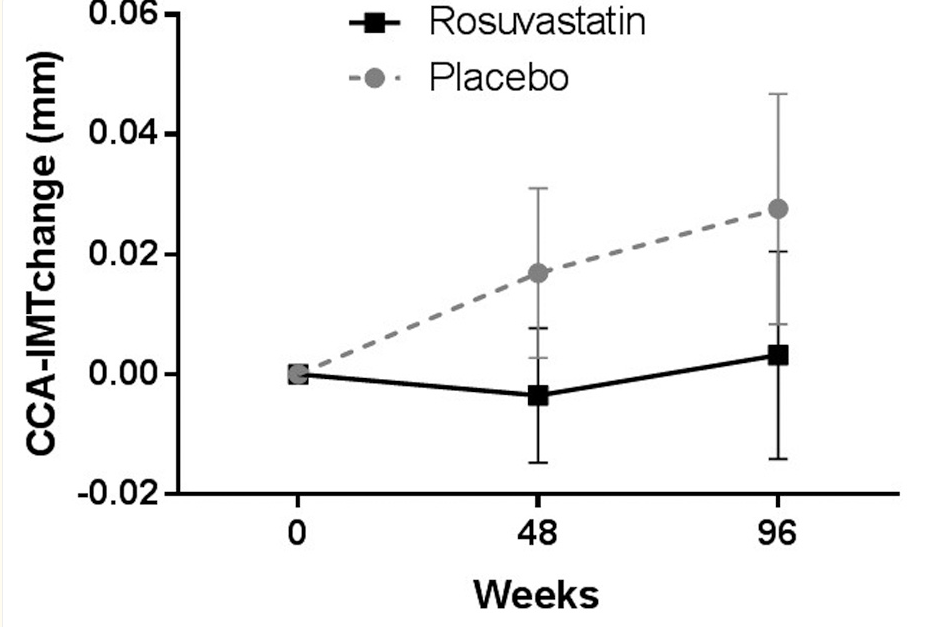 0.06
0.04
0.02
0.00
-0.02
CCA-IMTchange (mm)
Rosuvastatin
Placebo
0 48 96
Weeks